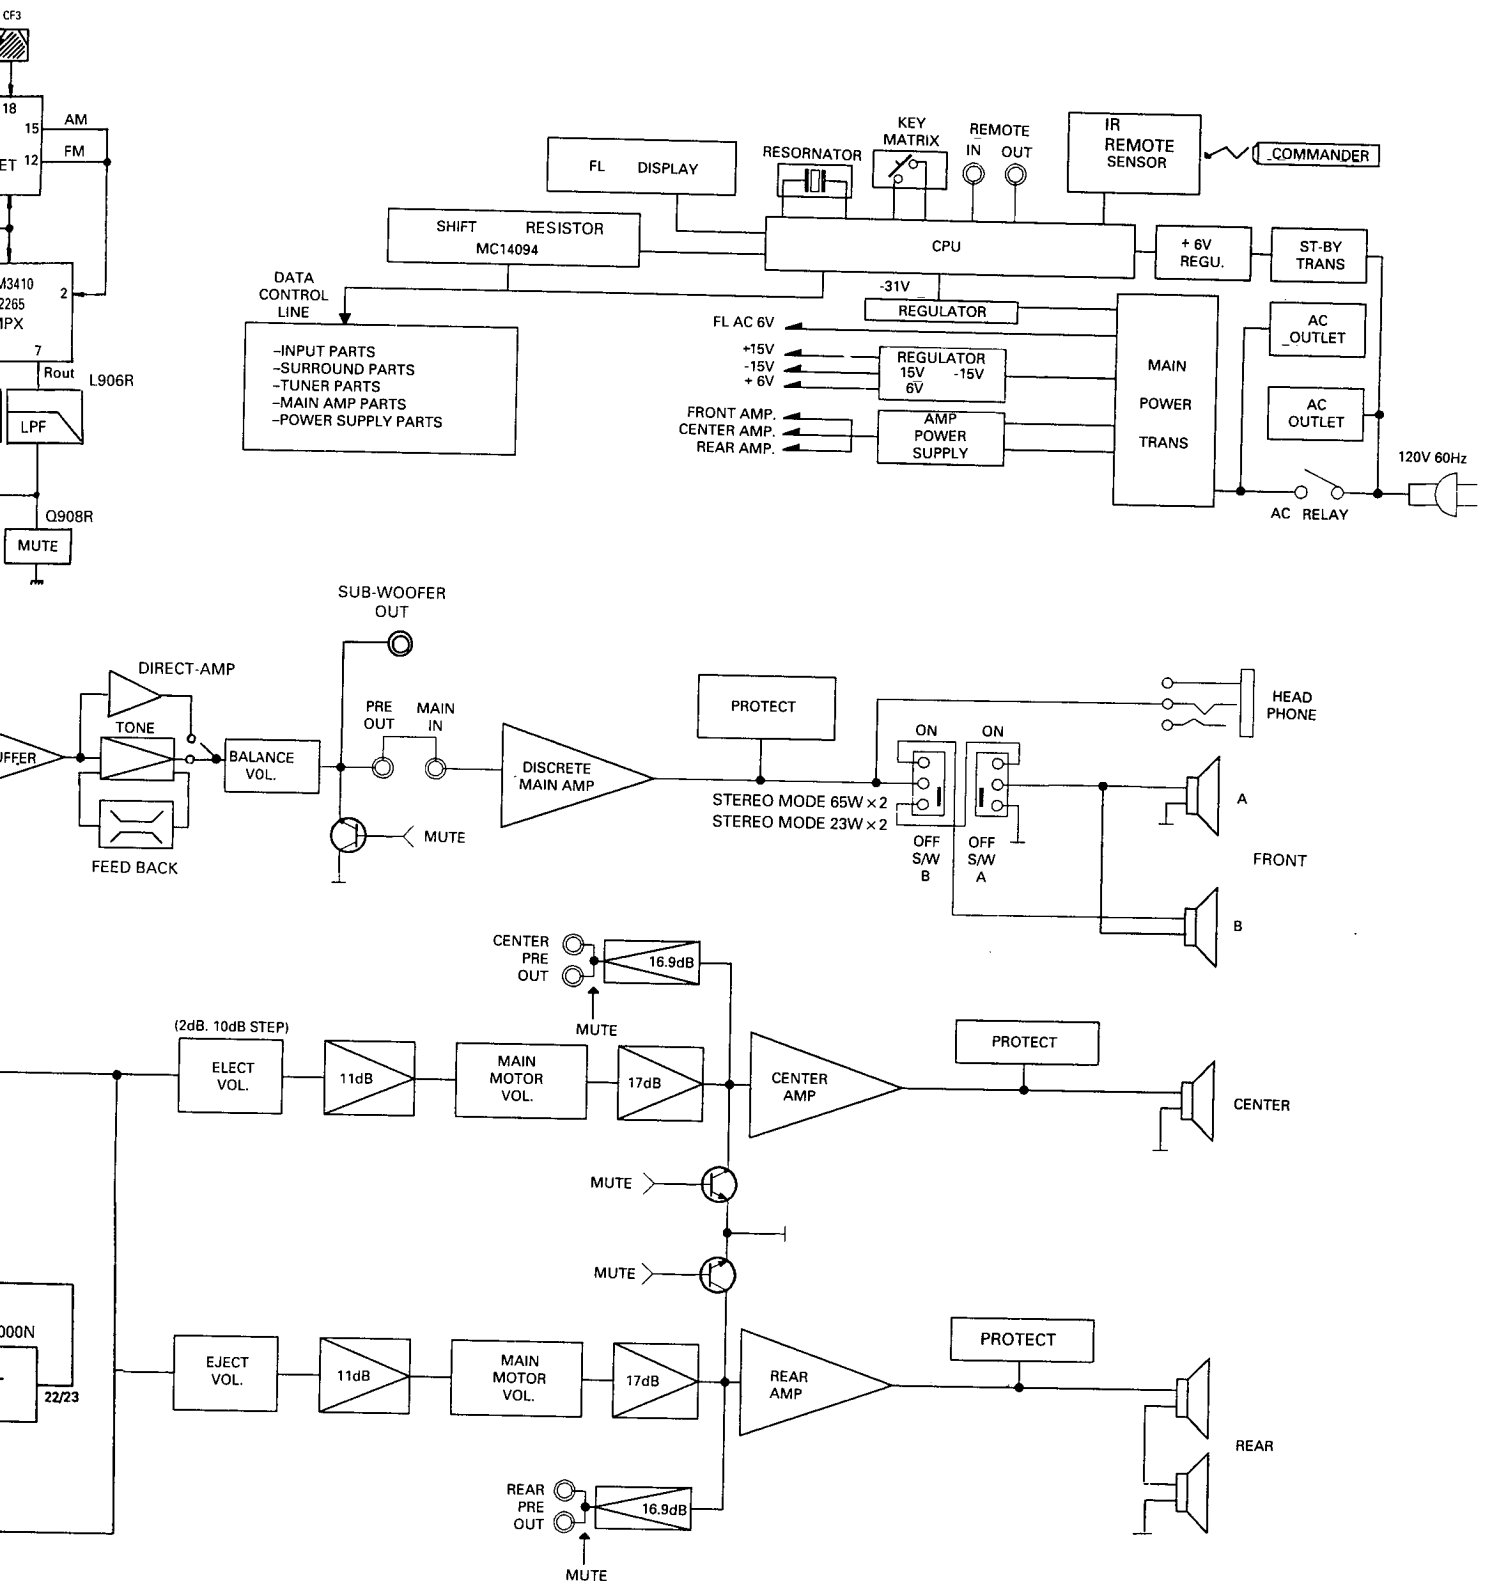 CF3
18
15
AM
12
FM
ET
M3410
2265
MPX
2
7
Rout
L906R
LPF
Q908R
MUTE
FL DISPLAY
RESORNATOR
KEY
MATRIX
REMOTE
IN OUT
IR
REMOTE
SENSOR
COMMANDER
SHIFT RESISTOR
MC14094
CPU
+ 6V
REGU.
ST-BY
TRANS
DATA
CONTROL
LINE
-31V
REGULATOR
FL AC 6V
–INPUT PARTS
–SURROUND PARTS
–TUNER PARTS
–MAIN AMP PARTS
–POWER SUPPLY PARTS
+15V
-15V
+ 6V
REGULATOR
15V -15V
6V
FRONT AMP.
CENTER AMP.
REAR AMP.
AMP
POWER
SUPPLY
MAIN
POWER
TRANS
AC
OUTLET
AC
OUTLET
120V 60Hz
AC RELAY
SUB-WOOFER
OUT
DIRECT-AMP
UFFER
TONE
FEED BACK
BALANCE
VOL.
PRE
OUT
MAIN
IN
MUTE
DISCRETE
MAIN AMP
PROTECT
STEREO MODE 65W × 2
STEREO MODE 23W × 2
ON
ON
OFF
S/W
B
OFF
S/W
A
HEAD
PHONE
A
FRONT
B
CENTER
PRE
OUT
16.9dB
MUTE
(2dB. 10dB STEP)
ELECT
VOL.
11dB
MAIN
MOTOR
VOL.
17dB
CENTER
AMP
PROTECT
CENTER
MUTE
MUTE
000N
22/23
EJECT
VOL.
11dB
MAIN
MOTOR
VOL.
17dB
REAR
AMP
PROTECT
REAR
REAR
PRE
OUT
16.9dB
MUTE